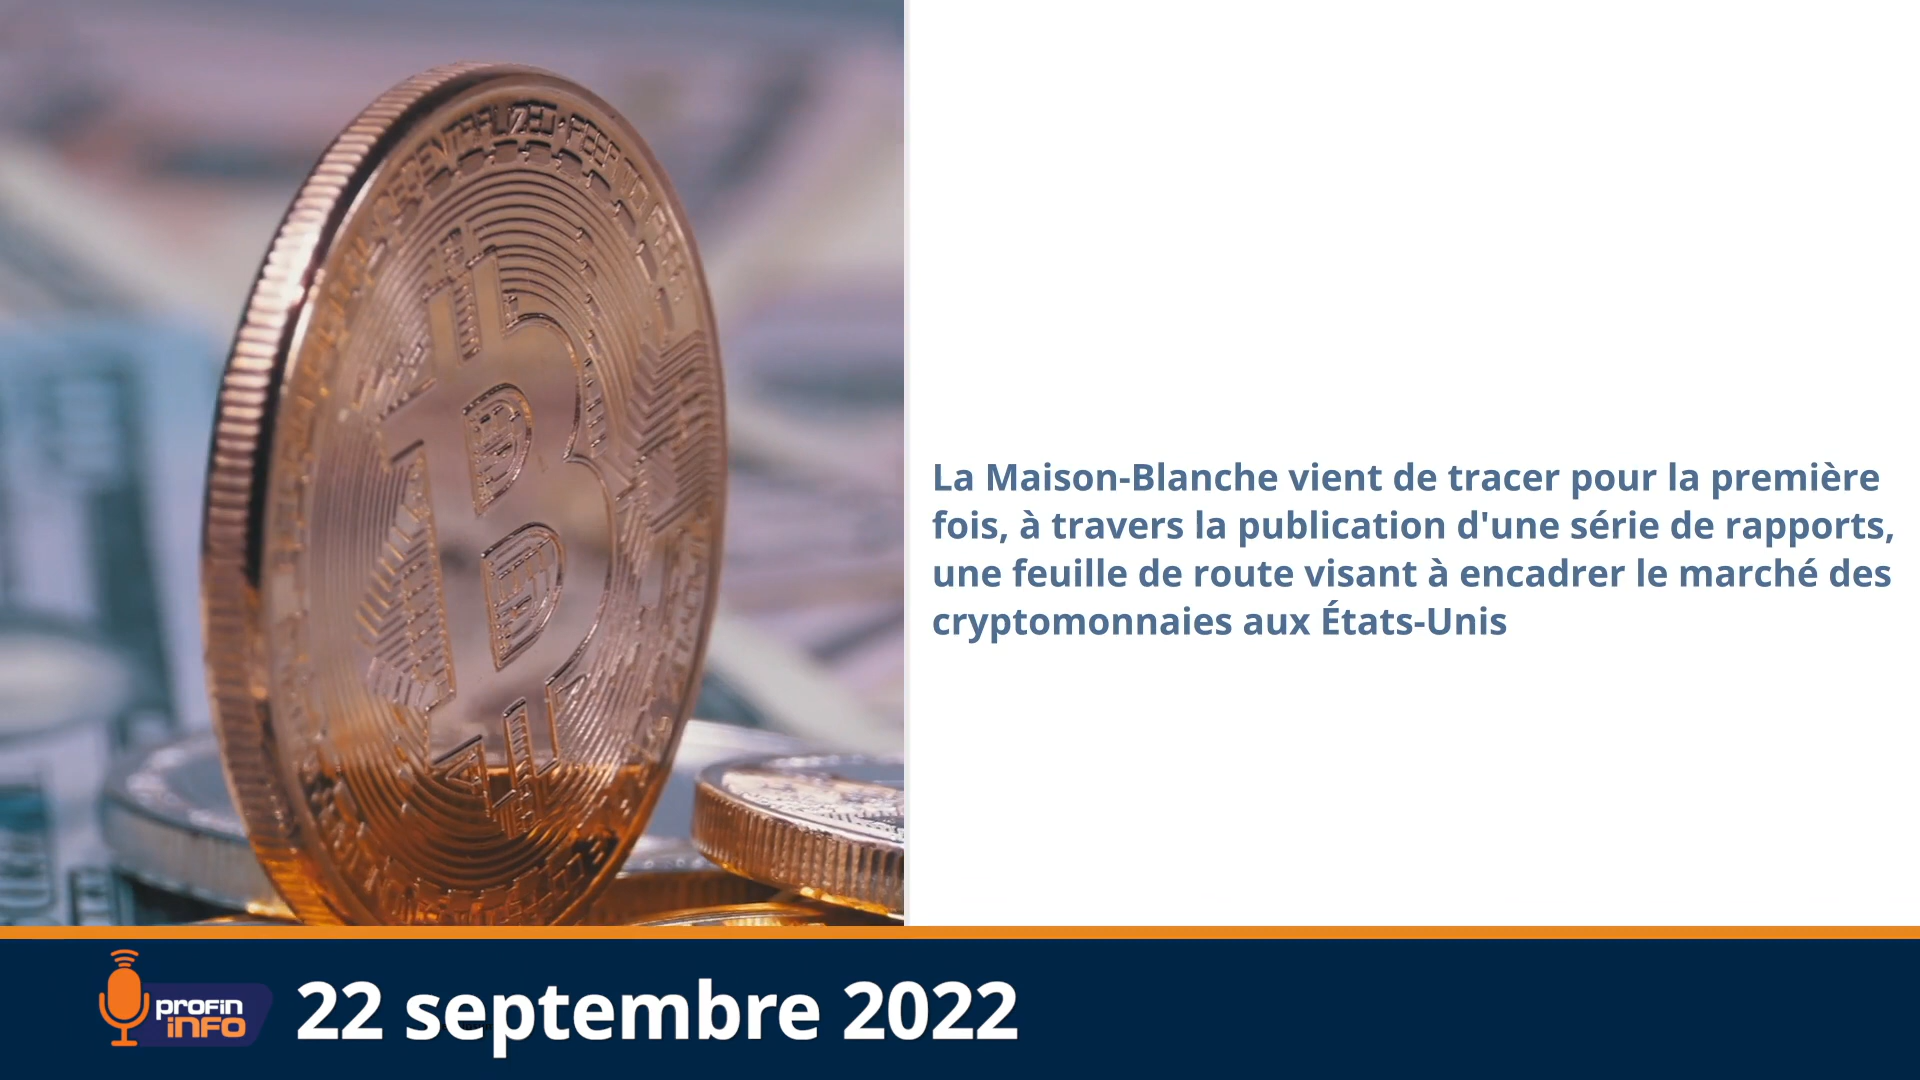 La Maison-Blanche vient de tracer pour la première
fois, à travers la publication d'une série de rapports,
une feuille de route visant à encadrer le marché des
cryptomonnaies aux États-Unis
PROFIN
INFO
22 septembre 2022